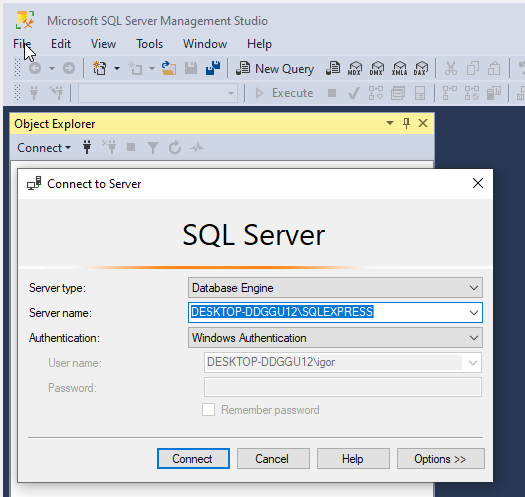 Microsoft SQL Server Management Studio
File Edit View Tools Window Help
New Query MDX DMX XMLA DAX
Execute
Object Explorer
Connect
Connect to Server
SQL Server
Server type: Database Engine
Server name: DESKTOP-DDGGU12\SQLEXPRESS
Authentication: Windows Authentication
User name: DESKTOP-DDGGU12\igor
Password:
Remember password
Connect Cancel Help Options >>